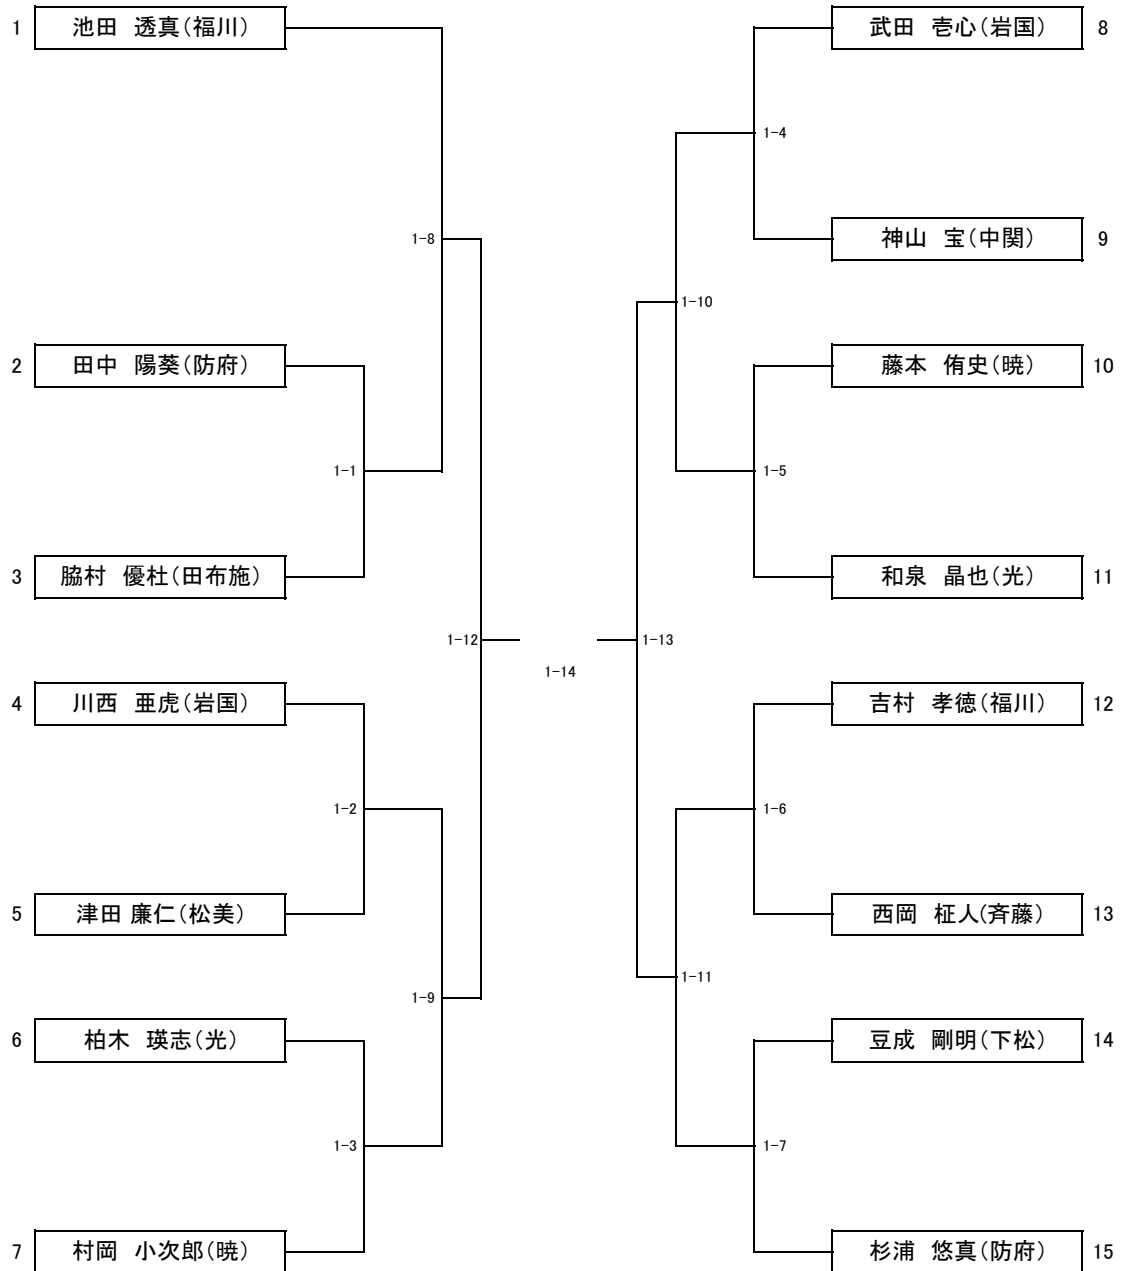 1 池田 透真(福川)
2 田中 陽葵(防府)
3 脇村 優杜(田布施)
4 川西 亜虎(岩国)
5 津田 廉仁(松美)
6 柏木 瑛志(光)
7 村岡 小次郎(暁)
1-1
1-2
1-3
1-8
1-9
1-12
1-14
1-13
1-10
1-11
1-4
1-5
1-6
1-7
武田 壱心(岩国) 8
神山 宝(中関) 9
藤本 侑史(暁) 10
和泉 晶也(光) 11
吉村 孝徳(福川) 12
西岡 柾人(斉藤) 13
豆成 剛明(下松) 14
杉浦 悠真(防府) 15